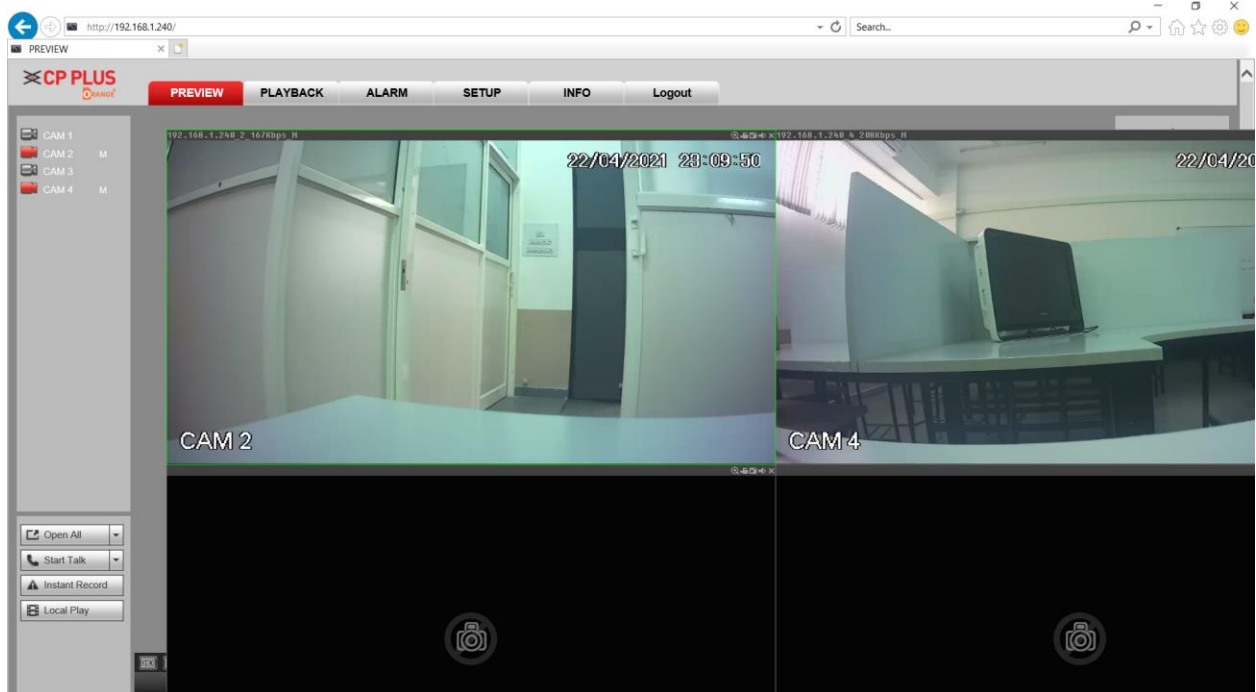 http://192.168.1.240/
Search...
PREVIEW
CP PLUS
ORANGE
PREVIEW PLAYBACK ALARM SETUP INFO Logout
CAM 1
CAM 2 M
CAM 3
CAM 4 M
192.168.1.240_2_167Kbps_M
192.168.1.240_4_208Kbps_M
22/04/2021 23:09:50
22/04/20
CAM 2
CAM 4
Open All
Start Talk
Instant Record
Local Play